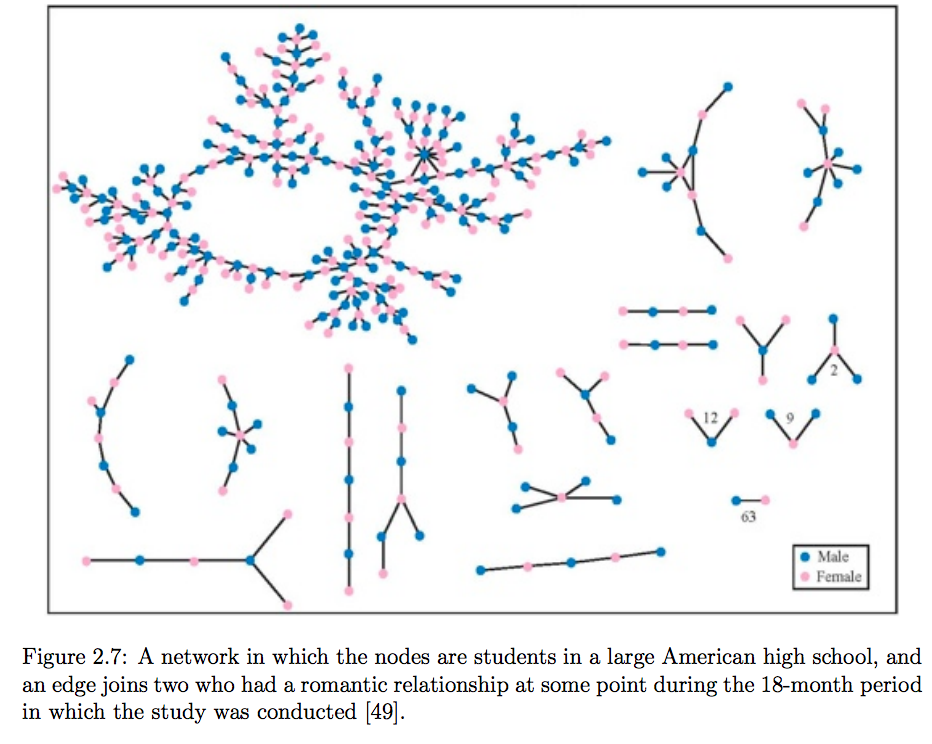 2
12
9
63
Male
Female
Figure 2.7: A network in which the nodes are students in a large American high school, and
an edge joins two who had a romantic relationship at some point during the 18-month period
in which the study was conducted [49].